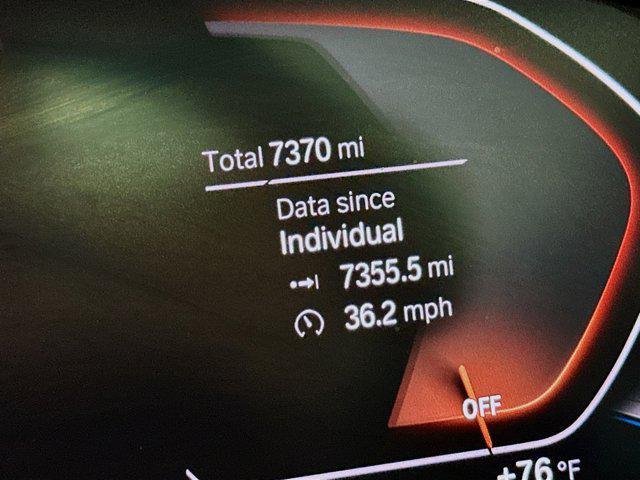 Total 7370 mi
Data since
Individual
7355.5 mi
36.2 mph
OFF
+76 °F